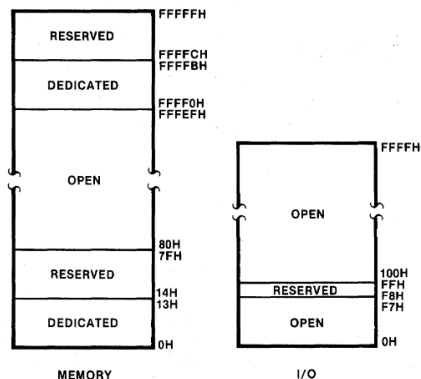 FFFFFH
RESERVED
FFFFCH
FFFFBH
DEDICATED
FFFF0H
FFFEFH
OPEN
80H
7FH
RESERVED
14H
13H
DEDICATED
0H
MEMORY
FFFFH
OPEN
100H
FFH
RESERVED
F8H
F7H
OPEN
0H
I/O